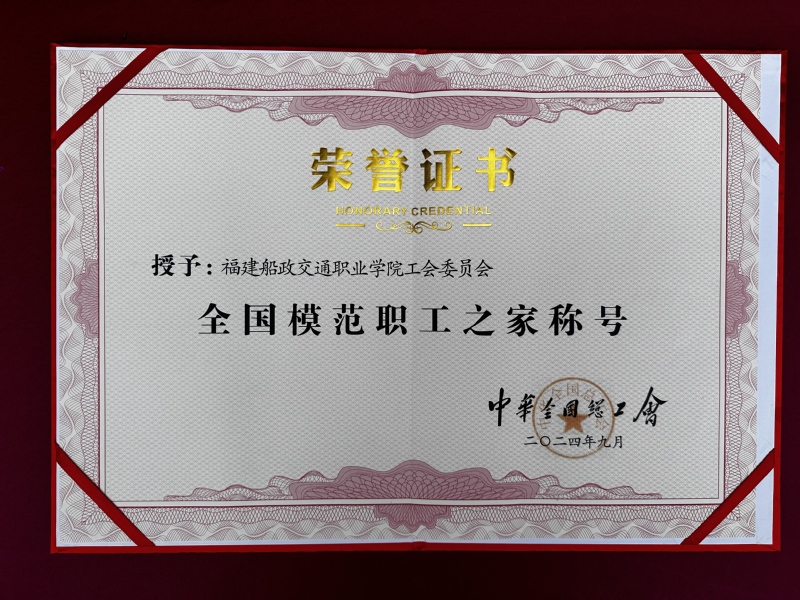 荣誉证书
HONORARY CREDENTIAL
授予：福建船政交通职业学院工会委员会
全国模范职工之家称号
中華全国总工會
二〇二四年九月